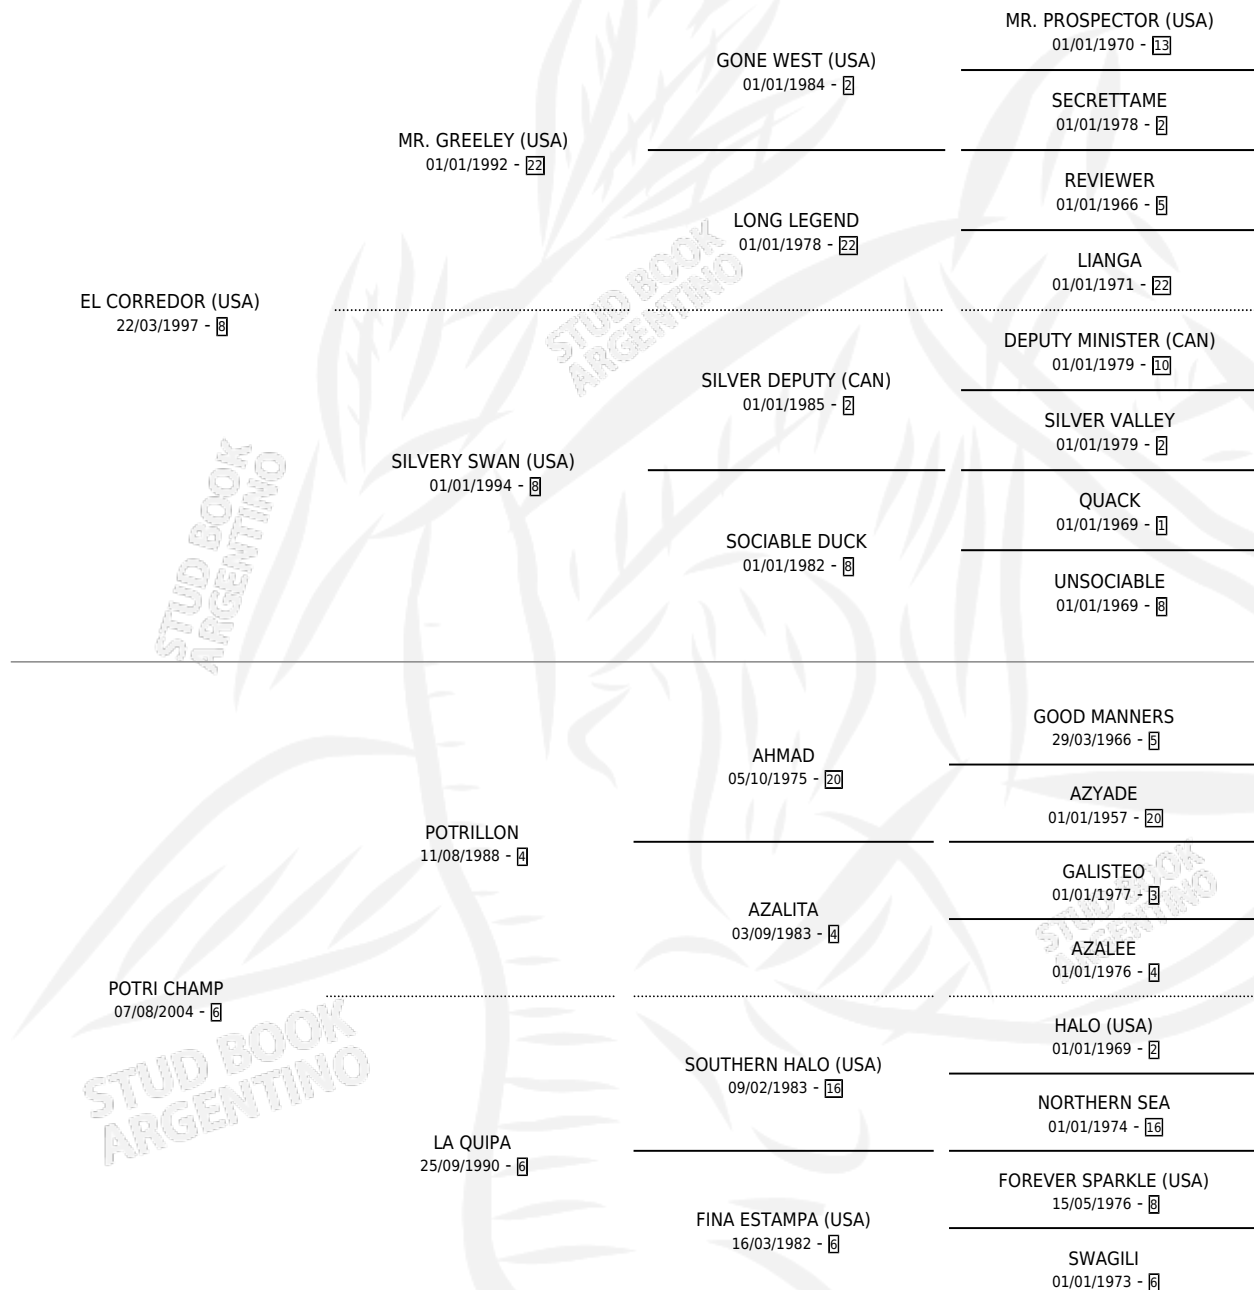 MR. PROSPECTOR (USA)
01/01/1970 - 13
GONE WEST (USA)
01/01/1984 - 2
SECRETTAME
01/01/1978 - 2
MR. GREELEY (USA)
01/01/1992 - 22
REVIEWER
01/01/1966 - 5
LONG LEGEND
01/01/1978 - 22
LIANGA
01/01/1971 - 22
EL CORREDOR (USA)
22/03/1997 - 8
STUD BOOK
ARGENTINO
DEPUTY MINISTER (CAN)
01/01/1979 - 10
SILVER DEPUTY (CAN)
01/01/1985 - 2
SILVER VALLEY
01/01/1979 - 2
SILVERY SWAN (USA)
01/01/1994 - 8
QUACK
01/01/1969 - 1
SOCIABLE DUCK
01/01/1982 - 8
UNSOCIABLE
01/01/1969 - 8
STUD BOOK
ARGENTINO
GOOD MANNERS
29/03/1966 - 5
AHMAD
05/10/1975 - 20
AZYADE
01/01/1957 - 20
POTRILLON
11/08/1988 - 4
GALISTEO
01/01/1977 - 3
AZALITA
03/09/1983 - 4
STUD BOOK
ARGENTINO
AZALEE
01/01/1976 - 4
POTRI CHAMP
07/08/2004 - 6
HALO (USA)
01/01/1969 - 2
SOUTHERN HALO (USA)
09/02/1983 - 16
NORTHERN SEA
01/01/1974 - 16
STUD BOOK
ARGENTINO
LA QUIPA
25/09/1990 - 6
FOREVER SPARKLE (USA)
15/05/1976 - 8
FINA ESTAMPA (USA)
16/03/1982 - 6
SWAGILI
01/01/1973 - 6